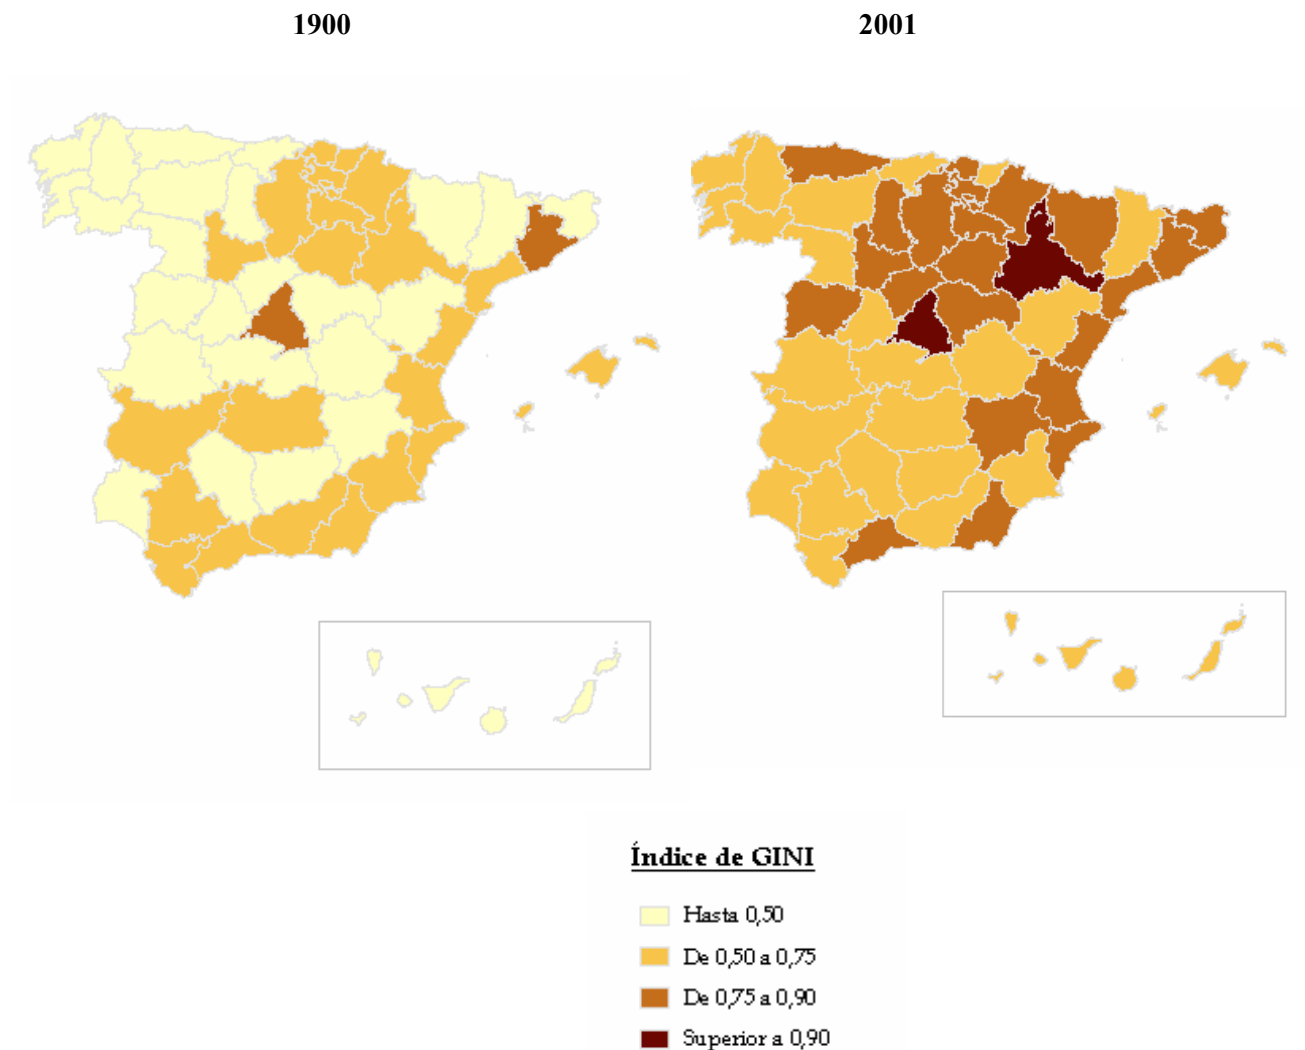 1900
2001
Índice de GINI
Hasta 0,50
De 0,50 a 0,75
De 0,75 a 0,90
Superior a 0,90